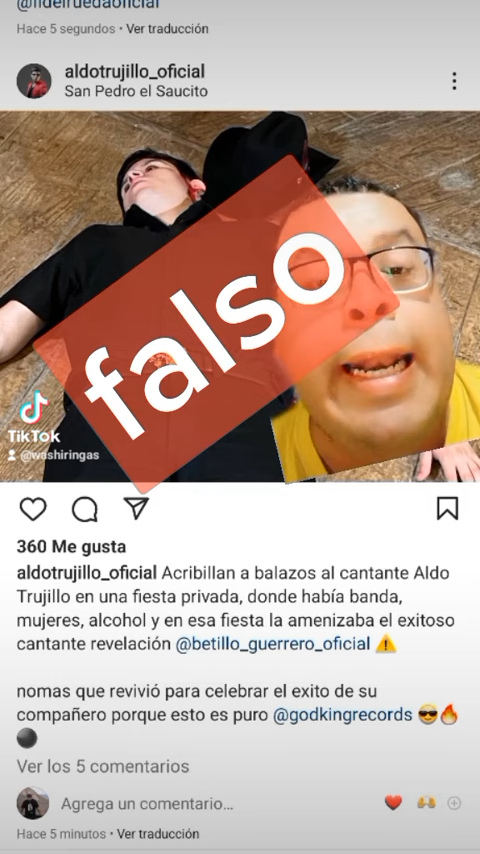 @fidelruedaoficial
Hace 5 segundos • Ver traducción
aldotrujillo_oficial
San Pedro el Saucito
falso
TikTok
@washiringas
360 Me gusta
aldotrujillo_oficial Acribillan a balazos al cantante Aldo
Trujillo en una fiesta privada, donde había banda,
mujeres, alcohol y en esa fiesta la amenizaba el exitoso
cantante revelación @betillo_guerrero_oficial ⚠️
nomas que revivió para celebrar el exito de su
compañero porque esto es puro @godkingrecords 😎🔥
⚫
Ver los 5 comentarios
Agrega un comentario...
Hace 5 minutos • Ver traducción